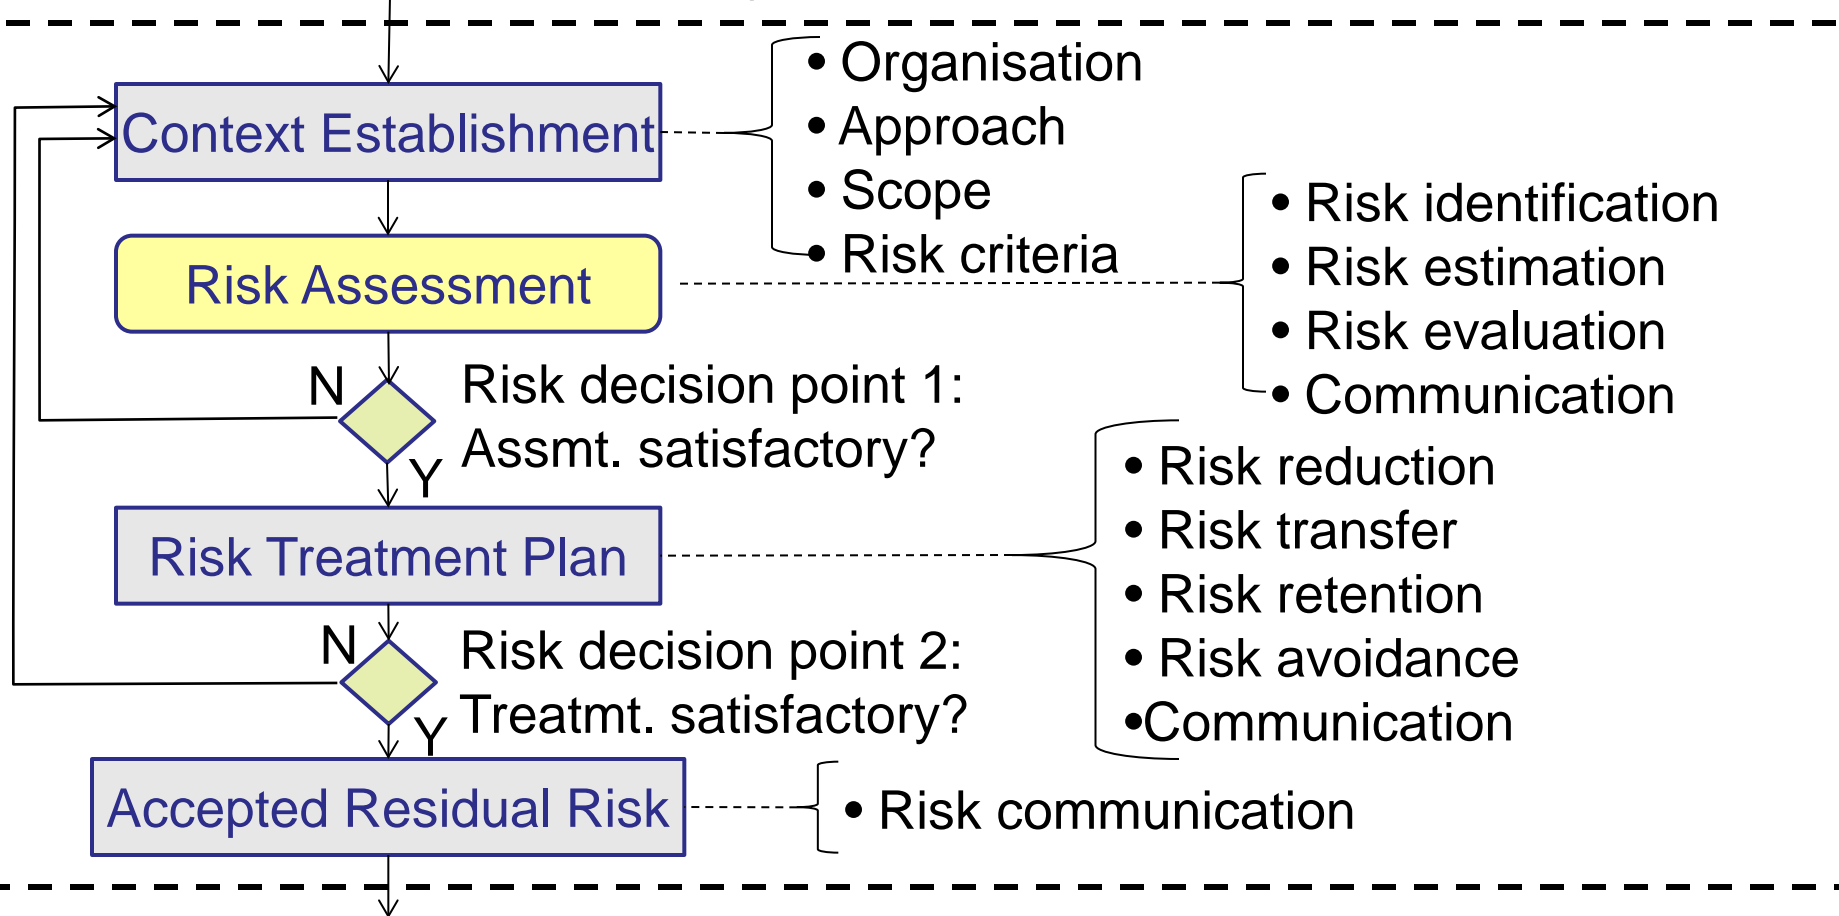 Context Establishment
• Organisation
• Approach
• Scope
• Risk criteria
Risk Assessment
• Risk identification
• Risk estimation
• Risk evaluation
• Communication
N
Risk decision point 1:
Assmt. satisfactory?
Y
Risk Treatment Plan
• Risk reduction
• Risk transfer
• Risk retention
• Risk avoidance
•Communication
N
Risk decision point 2:
Treatmt. satisfactory?
Y
Accepted Residual Risk
• Risk communication